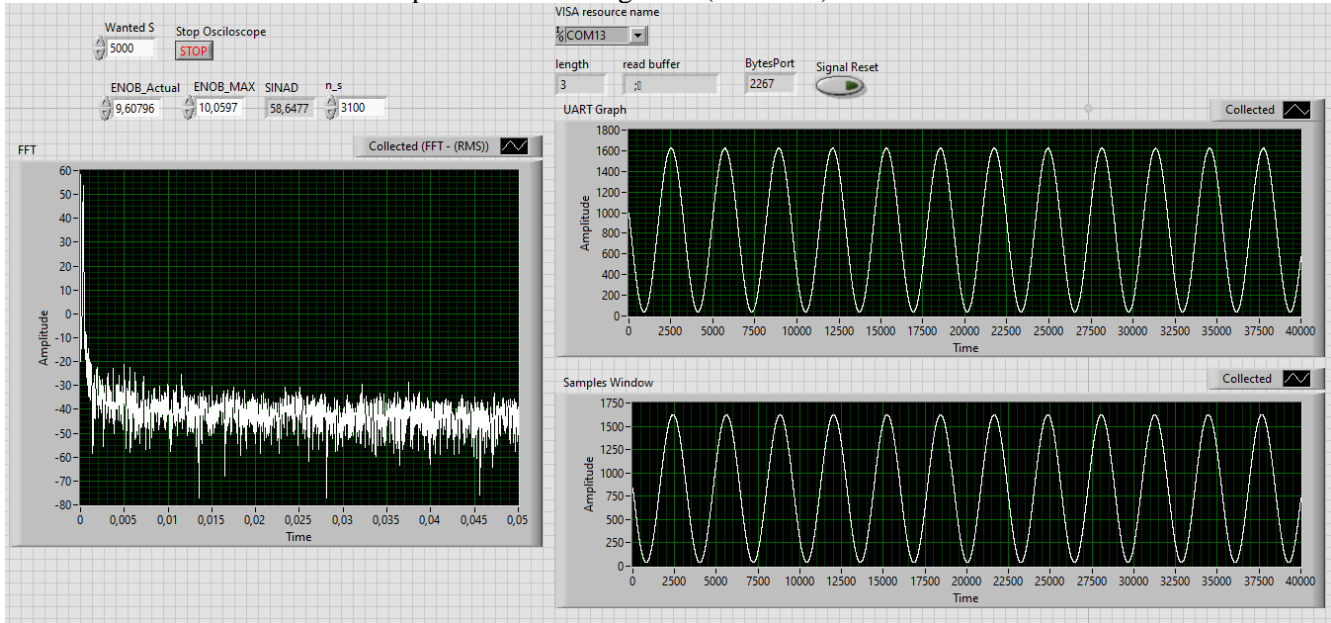 Wanted S
5000
Stop Osciloscope
STOP
ENOB_Actual ENOB_MAX SINAD n_s
9,60796 10,0597 58,6477 3100
FFT
Collected (FFT - (RMS))
Amplitude
60
50
40
30
20
10
0
-10
-20
-30
-40
-50
-60
-70
-80
0 0,005 0,01 0,015 0,02 0,025 0,03 0,035 0,04 0,045 0,05
Time
VISA resource name
COM13
length read buffer BytesPort Signal Reset
3 ;▯ 2267
UART Graph
Collected
Amplitude
1800
1600
1400
1200
1000
800
600
400
200
0 2500 5000 7500 10000 12500 15000 17500 20000 22500 25000 27500 30000 32500 35000 37500 40000
Time
Samples Window
Collected
Amplitude
1750
1500
1250
1000
750
500
250
0
0 2500 5000 7500 10000 12500 15000 17500 20000 22500 25000 27500 30000 32500 35000 37500 40000
Time